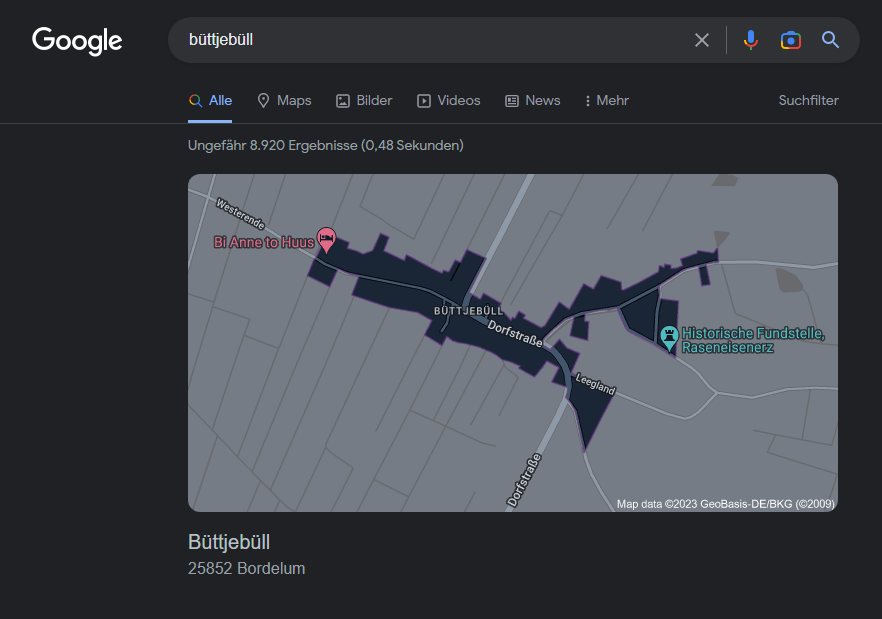 Google
büttjebüll
Alle
Maps
Bilder
Videos
News
Mehr
Suchfilter
Ungefähr 8.920 Ergebnisse (0,48 Sekunden)
Westerende
Bi Anne to Huus
BÜTTJEBÜLL
Dorfstraße
Historische Fundstelle,
Raseneisenerz
Leegland
Dorfstraße
Map data ©2023 GeoBasis-DE/BKG (©2009)
Büttjebüll
25852 Bordelum